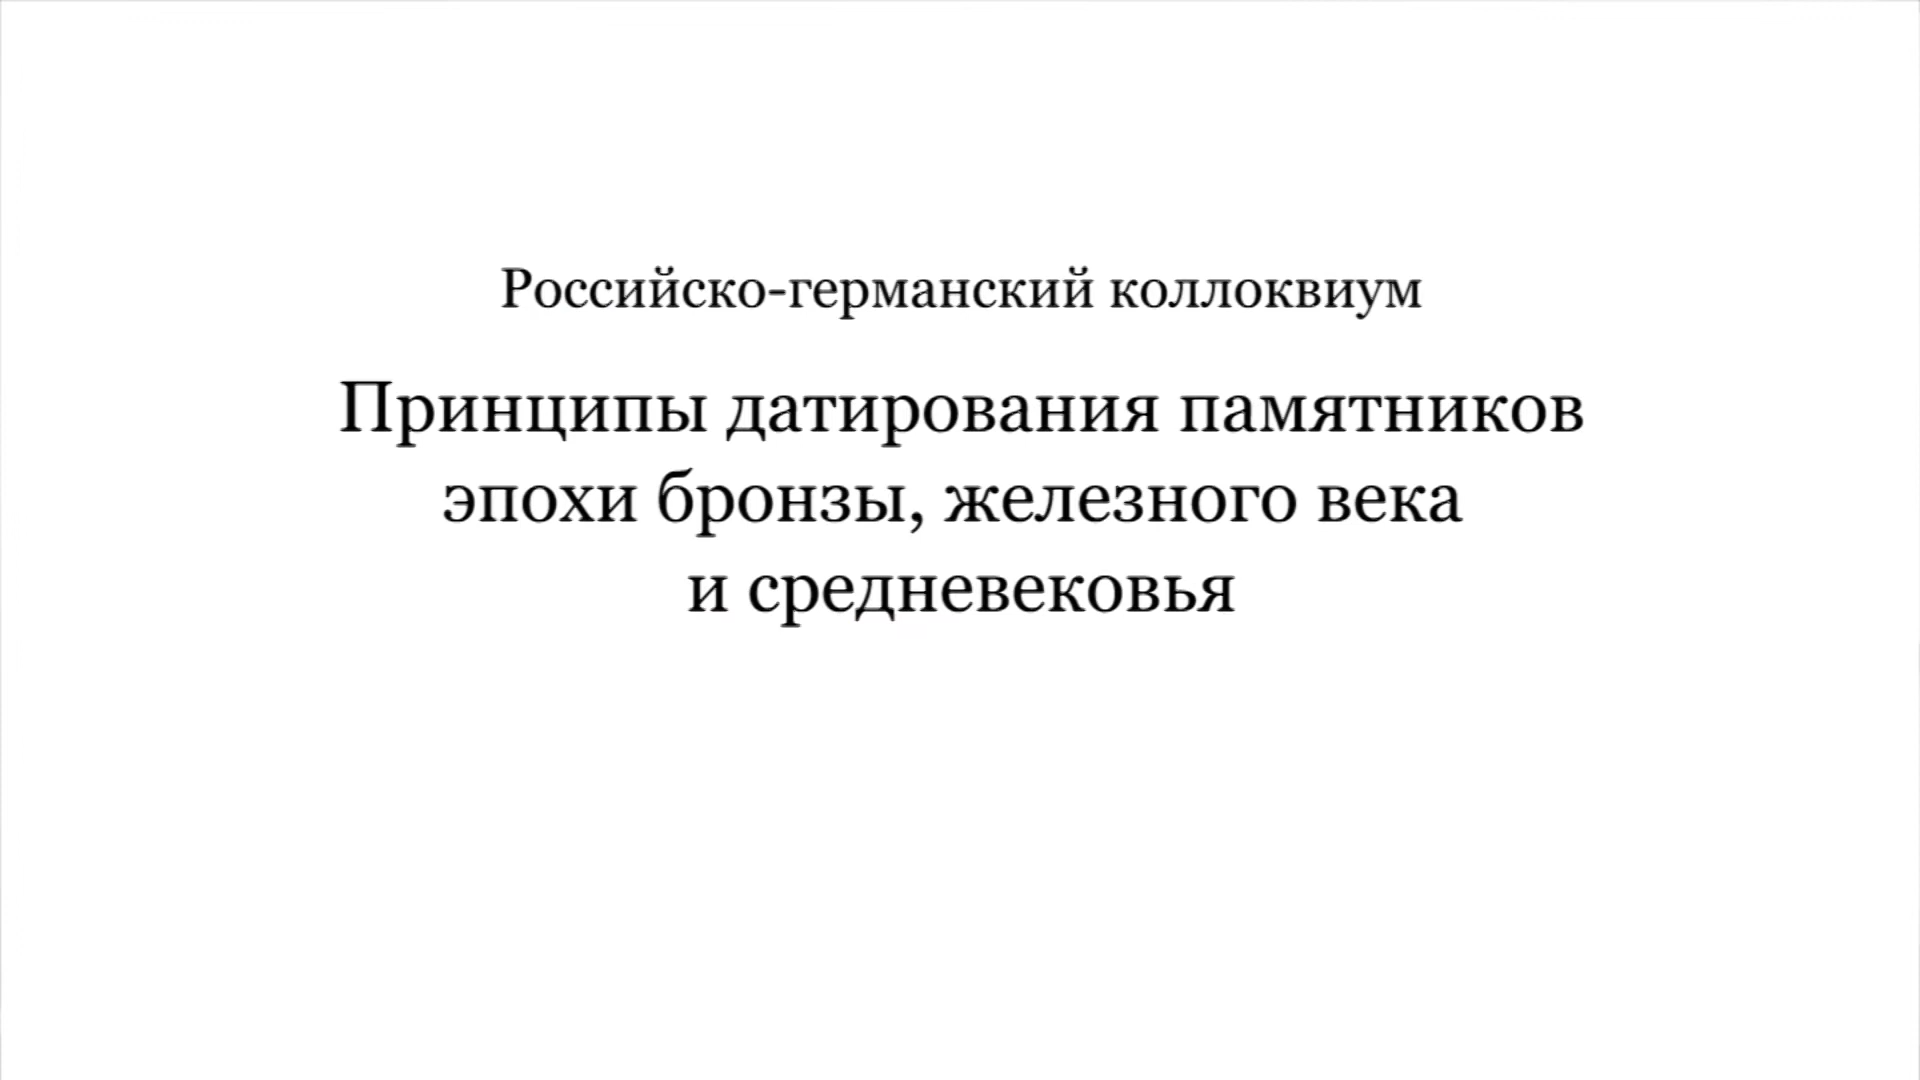 Российско-германский коллоквиум
Принципы датирования памятников
эпохи бронзы, железного века
и средневековья